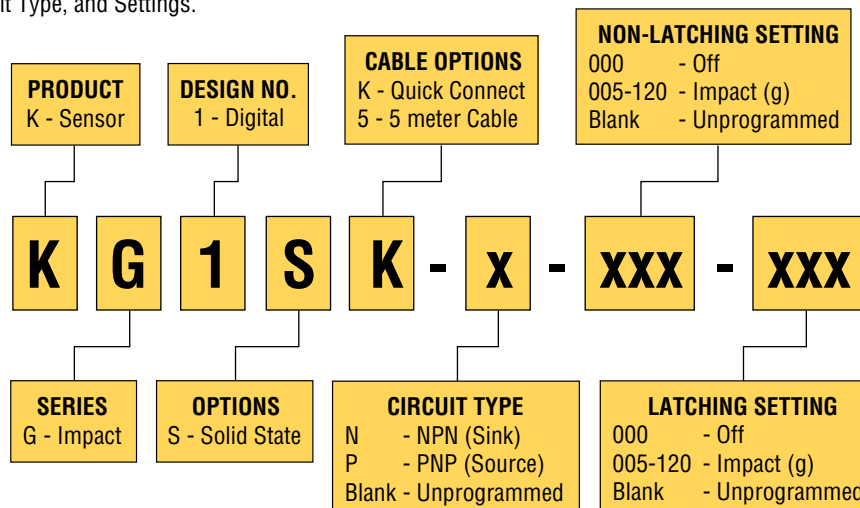 it Type, and Settings.
PRODUCT
K - Sensor
DESIGN NO.
1 - Digital
CABLE OPTIONS
K - Quick Connect
5 - 5 meter Cable
NON-LATCHING SETTING
000 - Off
005-120 - Impact (g)
Blank - Unprogrammed
K G 1 S K - x - xxx - xxx
SERIES
G - Impact
OPTIONS
S - Solid State
CIRCUIT TYPE
N - NPN (Sink)
P - PNP (Source)
Blank - Unprogrammed
LATCHING SETTING
000 - Off
005-120 - Impact (g)
Blank - Unprogrammed